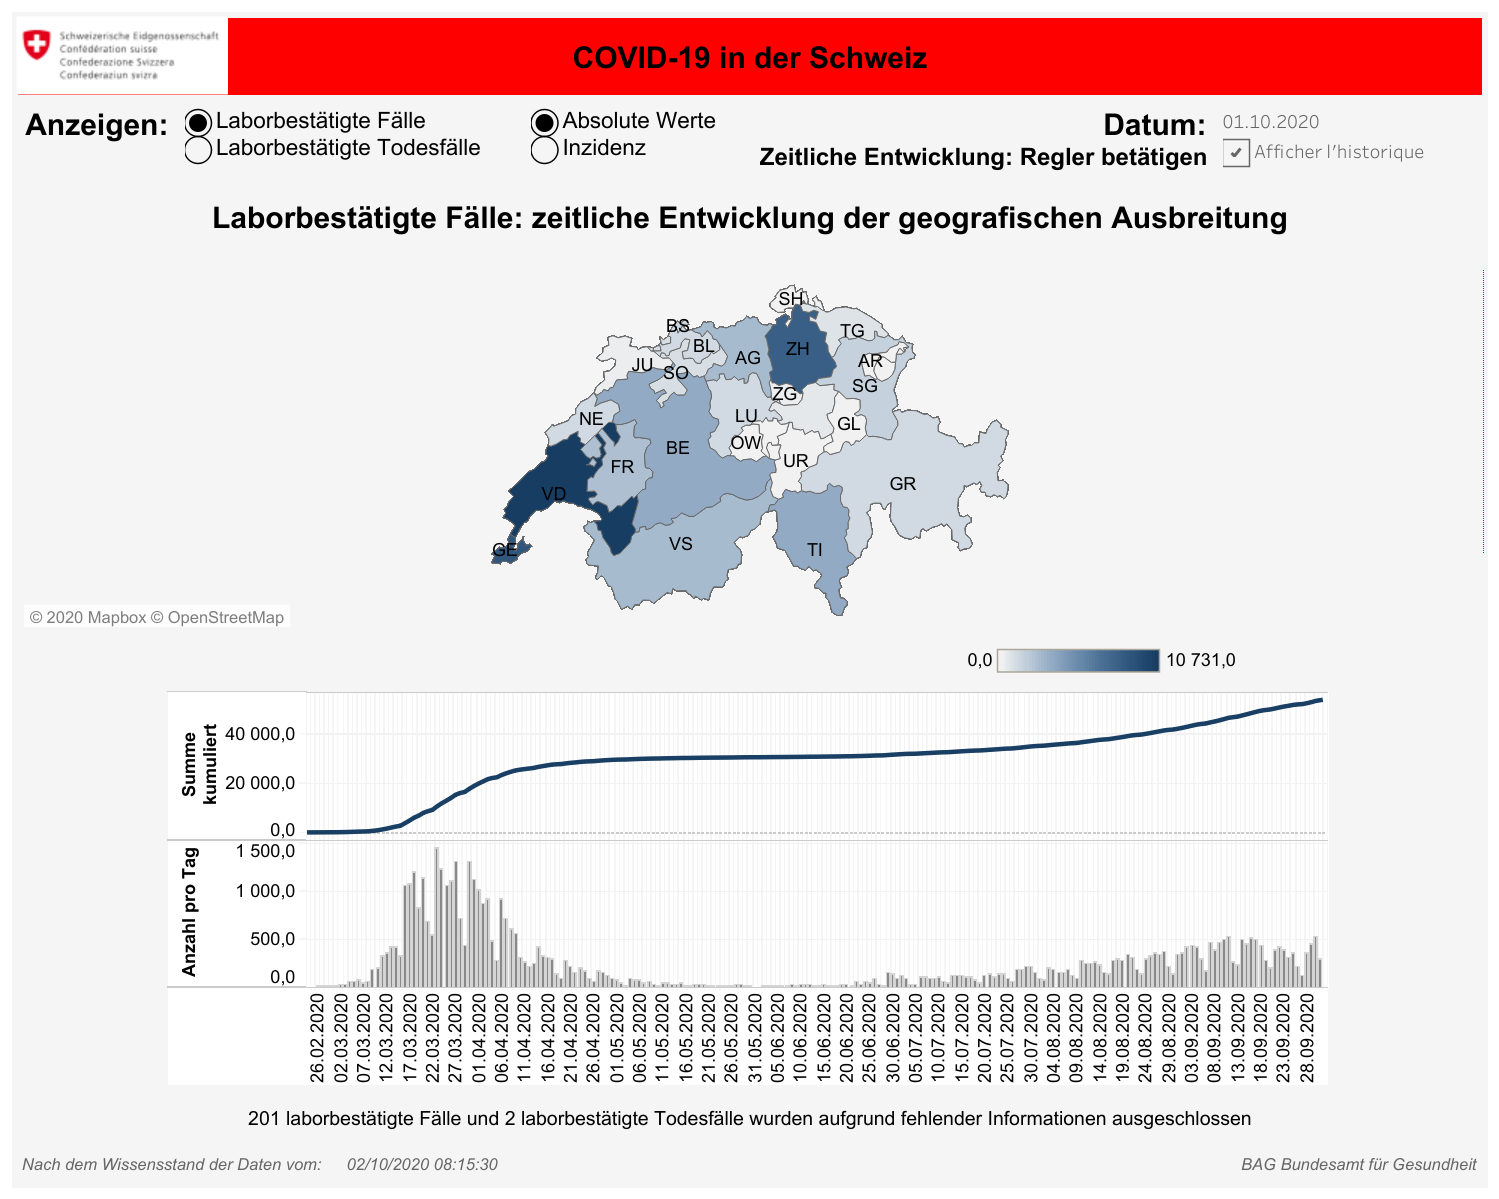 Schweizerische Eidgenossenschaft
Confédération suisse
Confederazione Svizzera
Confederaziun svizra
COVID-19 in der Schweiz
Anzeigen:
Laborbestätigte Fälle
Absolute Werte
Datum:
01.10.2020
Laborbestätigte Todesfälle
Inzidenz
Zeitliche Entwicklung: Regler betätigen
Afficher l'historique
Laborbestätigte Fälle: zeitliche Entwicklung der geografischen Ausbreitung
SH
BS
TG
BL
ZH
AG
AR
JU
SO
SG
ZG
NE
LU
GL
OW
BE
UR
FR
GR
VD
VS
TI
GE
© 2020 Mapbox © OpenStreetMap
0,0
10 731,0
Summe
kumuliert
40 000,0
20 000,0
0,0
Anzahl pro Tag
1 500,0
1 000,0
500,0
0,0
26.02.2020
02.03.2020
07.03.2020
12.03.2020
17.03.2020
22.03.2020
27.03.2020
01.04.2020
06.04.2020
11.04.2020
16.04.2020
21.04.2020
26.04.2020
01.05.2020
06.05.2020
11.05.2020
16.05.2020
21.05.2020
26.05.2020
31.05.2020
05.06.2020
10.06.2020
15.06.2020
20.06.2020
25.06.2020
30.06.2020
05.07.2020
10.07.2020
15.07.2020
20.07.2020
25.07.2020
30.07.2020
04.08.2020
09.08.2020
14.08.2020
19.08.2020
24.08.2020
29.08.2020
03.09.2020
08.09.2020
13.09.2020
18.09.2020
23.09.2020
28.09.2020
201 laborbestätigte Fälle und 2 laborbestätigte Todesfälle wurden aufgrund fehlender Informationen ausgeschlossen
Nach dem Wissensstand der Daten vom:
02/10/2020 08:15:30
BAG Bundesamt für Gesundheit